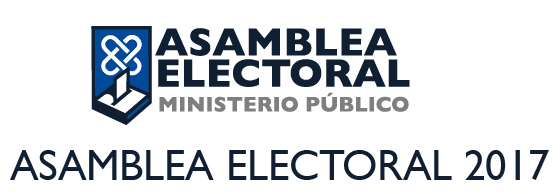 ASAMBLEA
ELECTORAL
MINISTERIO PÚBLICO
ASAMBLEA ELECTORAL 2017